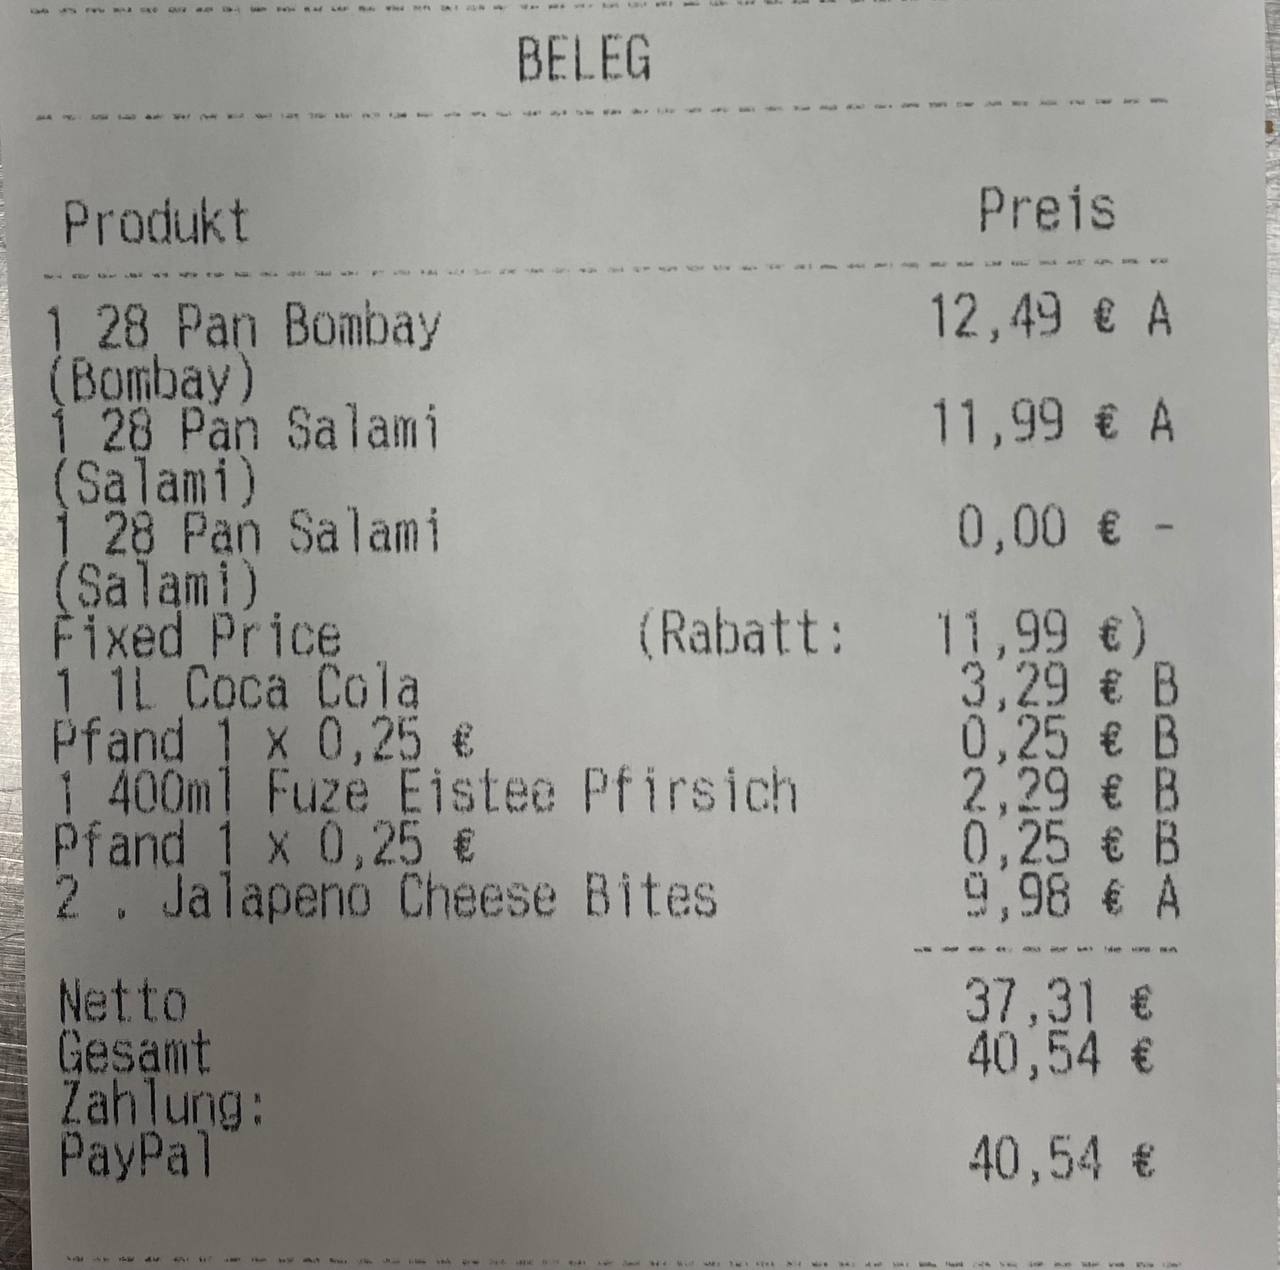 BELEG
Produkt Preis
1 28 Pan Bombay 12,49 € A
(Bombay)
1 28 Pan Salami 11,99 € A
(Salami)
1 28 Pan Salami 0,00 € -
(Salami)
Fixed Price (Rabatt: 11,99 €)
1 1L Coca Cola 3,29 € B
Pfand 1 x 0,25 € 0,25 € B
1 400ml Fuze Eistee Pfirsich 2,29 € B
Pfand 1 x 0,25 € 0,25 € B
2 . Jalapeno Cheese Bites 9,98 € A
Netto 37,31 €
Gesamt 40,54 €
Zahlung:
PayPal 40,54 €